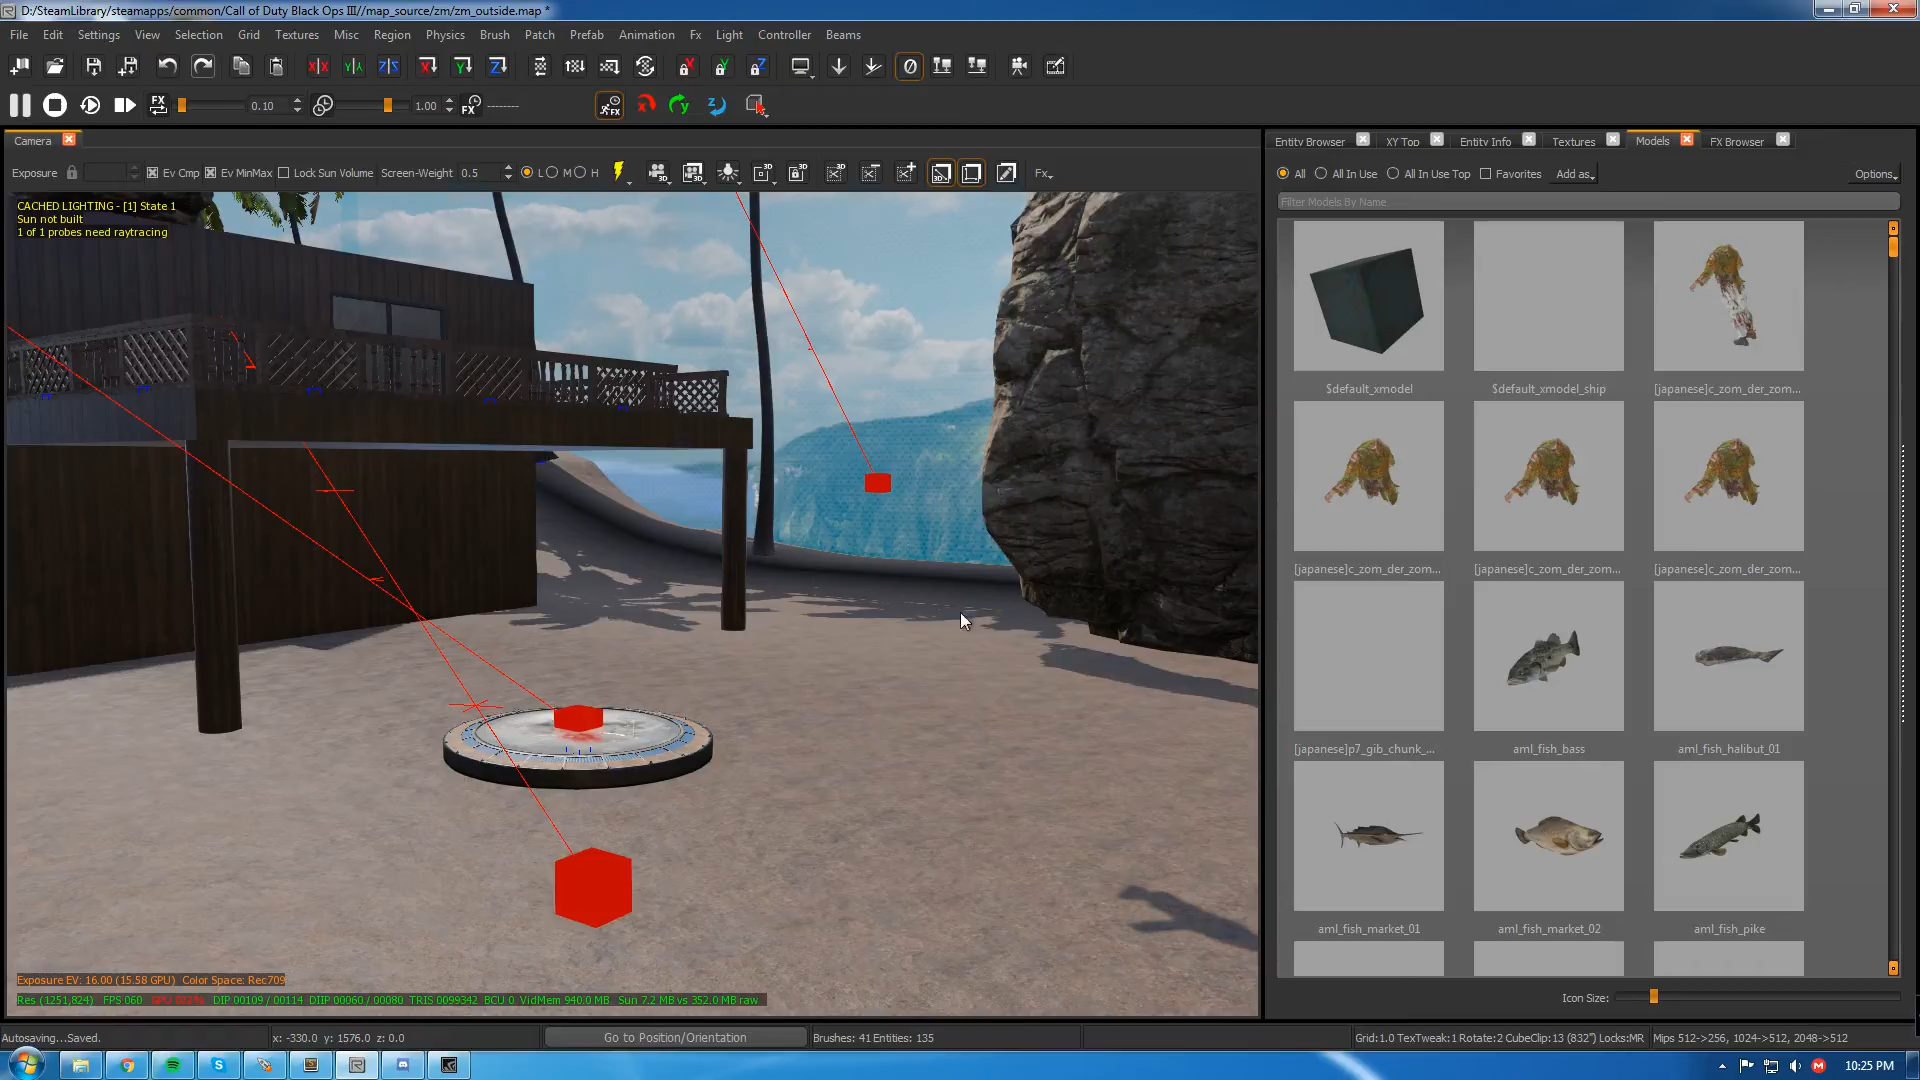 D:/SteamLibrary/steamapps/common/Call of Duty Black Ops III//map_source/zm/zm_outside.map *
File Edit Settings View Selection Grid Textures Misc Region Physics Brush Patch Prefab Animation Fx Light Controller Beams
X|X Y|Y Z|Z X Y Z X Y Z
FX 0.10 1.00 FX -------- FX x y z
Camera
Entity Browser XY Top Entity Info Textures Models FX Browser
Exposure Ev Cmp Ev MinMax Lock Sun Volume Screen-Weight 0.5 L M H Fx
All All In Use All In Use Top Favorites Add as Options
Filter Models By Name
CACHED LIGHTING - [1] State 1
Sun not built
1 of 1 probes need raytracing
$default_xmodel $default_xmodel_ship [japanese]c_zom_der_zom...
[japanese]c_zom_der_zom... [japanese]c_zom_der_zom... [japanese]c_zom_der_zom...
[japanese]p7_gib_chunk_... aml_fish_bass aml_fish_halibut_01
aml_fish_market_01 aml_fish_market_02 aml_fish_pike
Exposure EV: 16.00 (15.58 GPU) Color Space: Rec709
Res (1251,824) FPS 060 DIP 00109 / 00114 DIIP 00060 / 00080 TRIS 0099342 BCU 0 VidMem 940.0 MB Sun 7.2 MB vs 352.0 MB raw
Icon Size:
Autosaving...Saved. x: -330.0 y: 1576.0 z: 0.0 Go to Position/Orientation Brushes: 41 Entities: 135 Grid:1.0 TexTweak:1 Rotate:2 CubeClip:13 (832") Locks:MR Mips 512->256, 1024->512, 2048->512
10:25 PM